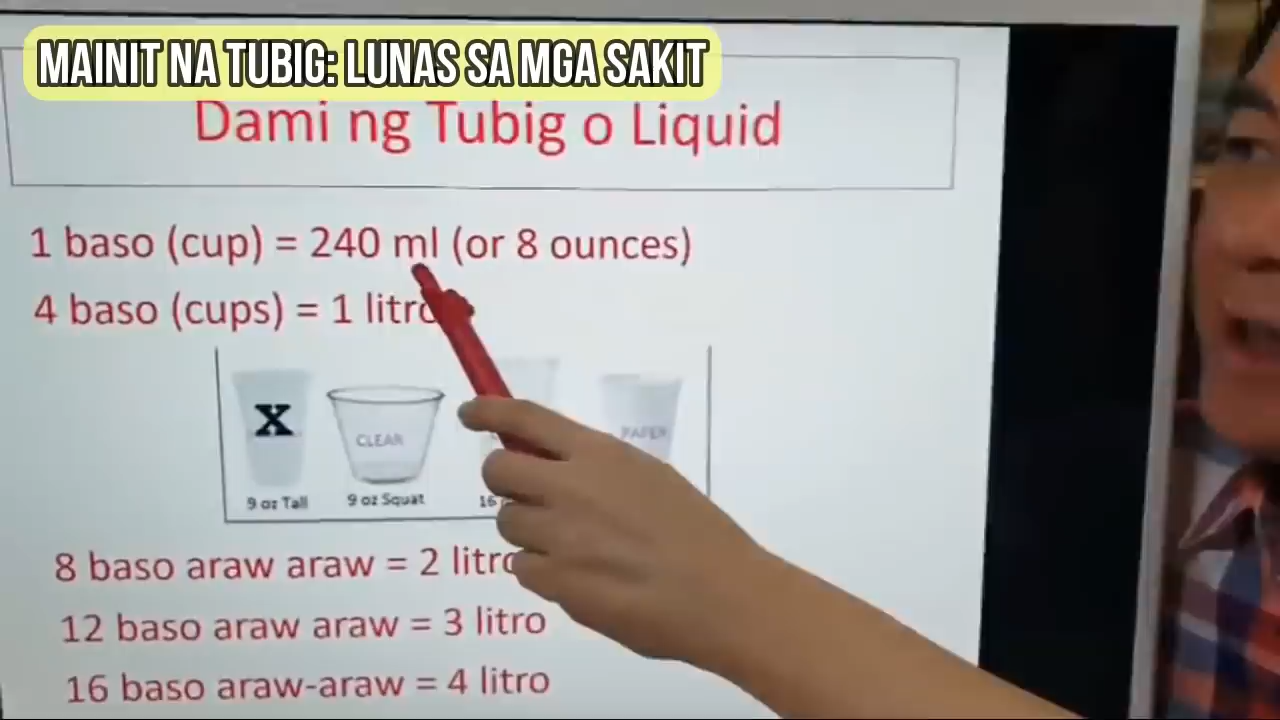 MAINIT NA TUBIG: LUNAS SA MGA SAKIT
Dami ng Tubig o Liquid
1 baso (cup) = 240 ml (or 8 ounces)
4 baso (cups) = 1 litro
X
CLEAR
PAPER
9 oz Tall
9 oz Squat
16
8 baso araw araw = 2 litro
12 baso araw araw = 3 litro
16 baso araw-araw = 4 litro